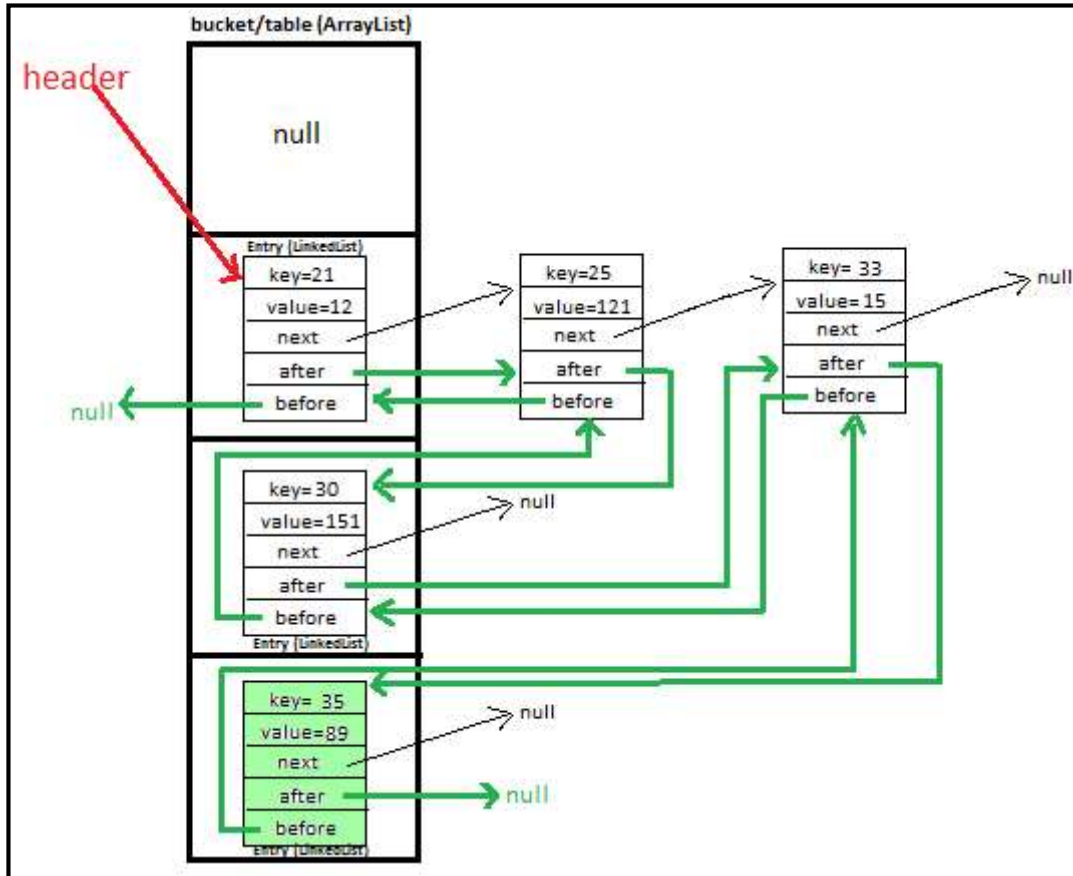 bucket/table (ArrayList)
header
null
Entry (LinkedList)
key=21
value=12
next
after
before
null
key=25
value=121
next
after
before
key= 33
value= 15
next
after
before
null
key=30
value=151
next
after
before
Entry (LinkedList)
null
key= 35
value=89
next
after
before
Entry (LinkedList)
null
null